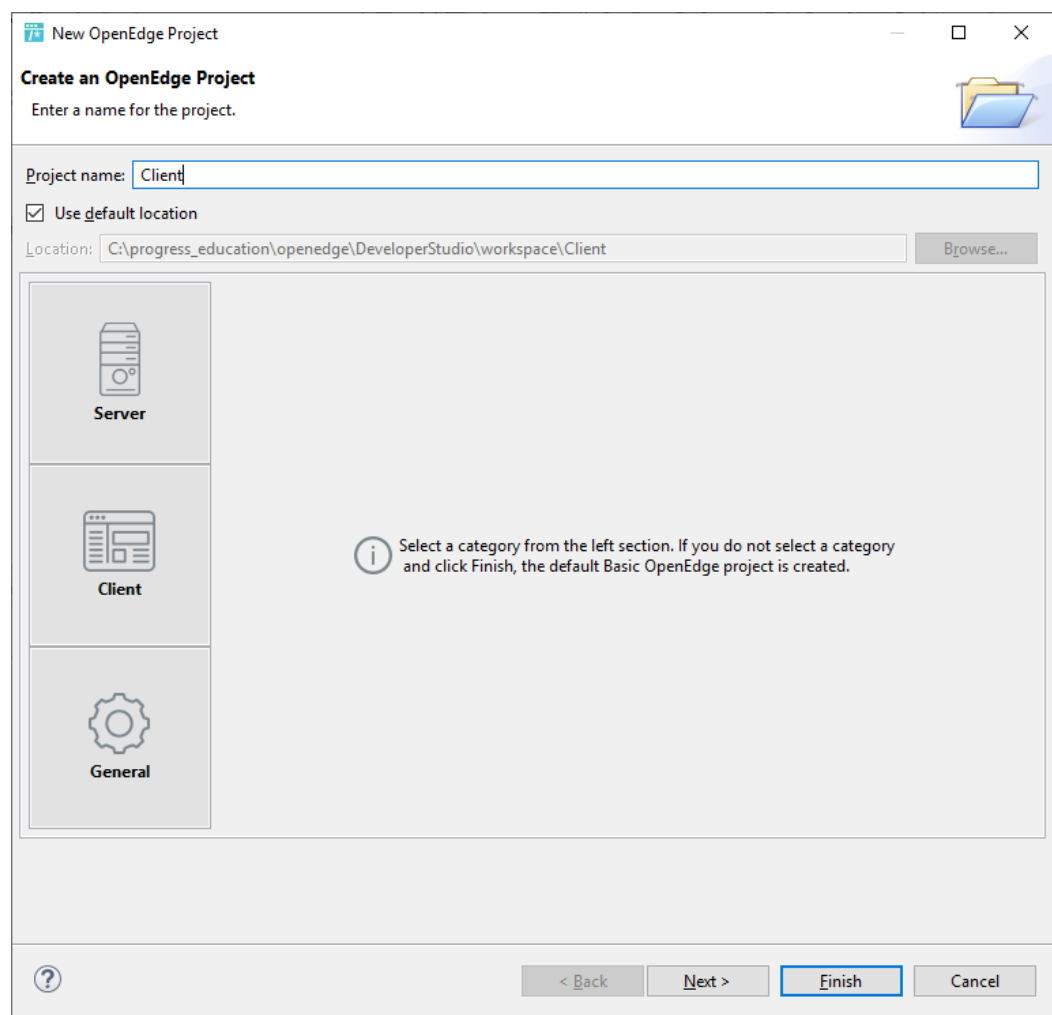 New OpenEdge Project
Create an OpenEdge Project
Enter a name for the project.
Project name: Client
Use default location
Location: C:\progress_education\openedge\DeveloperStudio\workspace\Client Browse...
Server
Client
General
Select a category from the left section. If you do not select a category
and click Finish, the default Basic OpenEdge project is created.
< Back Next > Finish Cancel